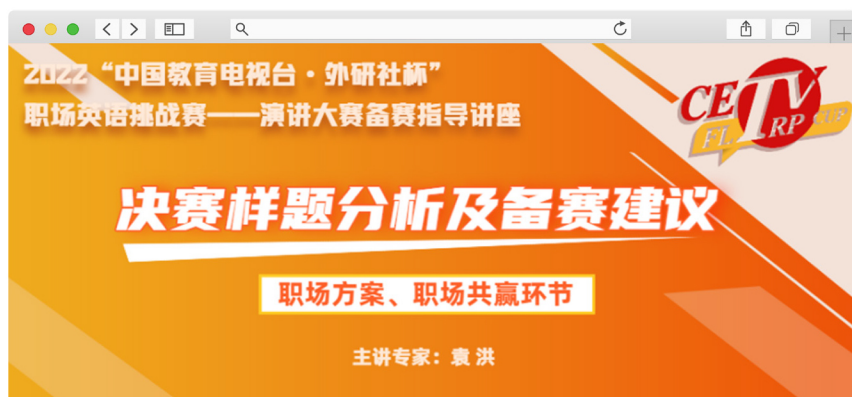 2022“中国教育电视台·外研社杯”
职场英语挑战赛——演讲大赛备赛指导讲座
CETV
FLTRP CUP
决赛样题分析及备赛建议
职场方案、职场共赢环节
主讲专家：袁 洪